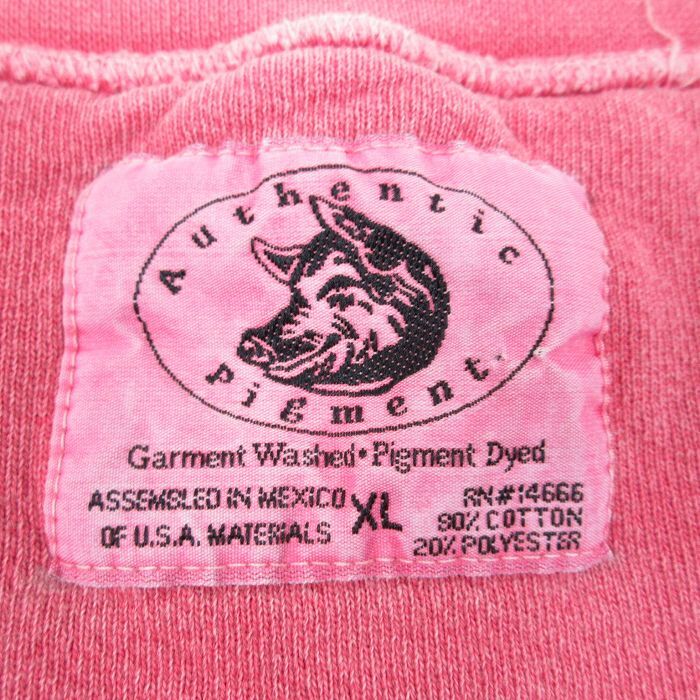 Authentic
Pigment
Garment Washed • Pigment Dyed
ASSEMBLED IN MEXICO
OF U.S.A. MATERIALS
XL
RN#14666
80% COTTON
20% POLYESTER